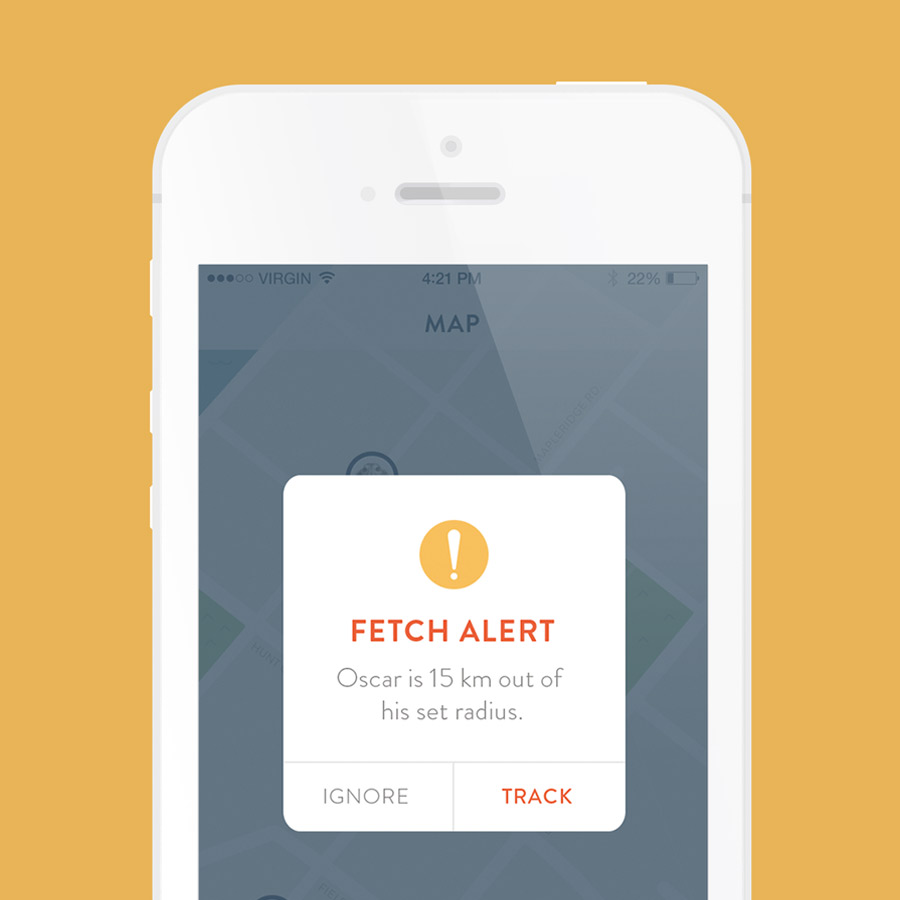 VIRGIN 4:21 PM 22%
MAP
FETCH ALERT
Oscar is 15 km out of
his set radius.
IGNORE TRACK